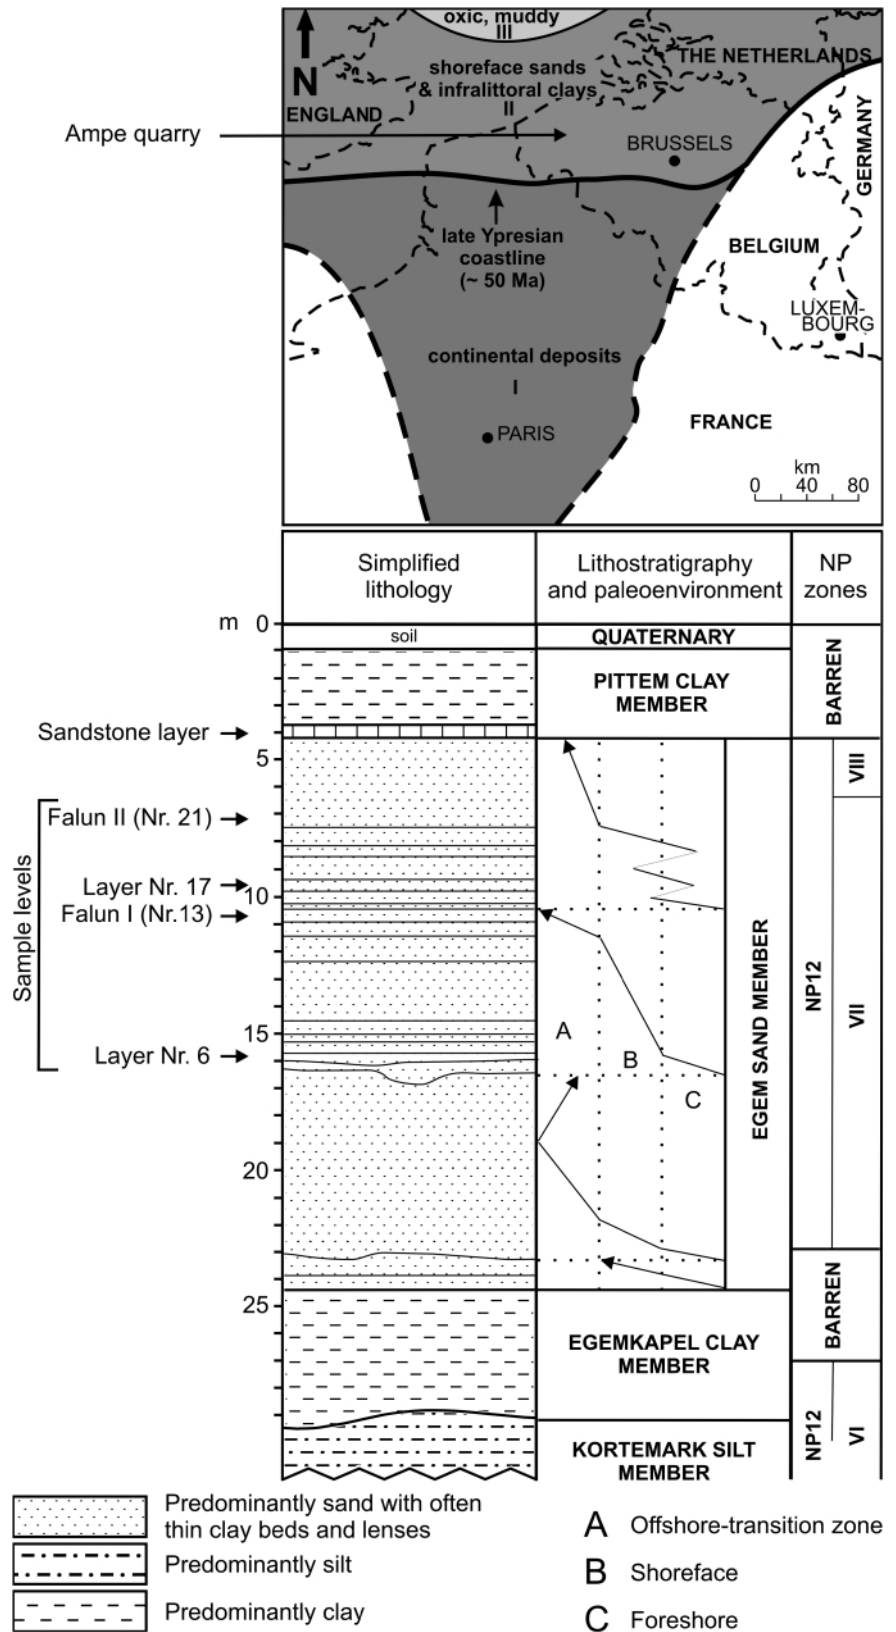 oxic, muddy
III
THE NETHERLANDS
shoreface sands
& infralittoral clays
II
N
ENGLAND
Ampe quarry
BRUSSELS
GERMANY
late Ypresian
coastline
(~ 50 Ma)
BELGIUM
LUXEM-
BOURG
continental deposits
I
PARIS
FRANCE
km
0 40 80
Simplified
lithology
Lithostratigraphy
and paleoenvironment
NP
zones
m 0
soil
QUATERNARY
BARREN
PITTEM CLAY
MEMBER
Sandstone layer
5
VIII
Falun II (Nr. 21)
Layer Nr. 17
10
Falun I (Nr.13)
Sample levels
EGEM SAND MEMBER
NP12
VII
15
A
Layer Nr. 6
B
C
20
25
BARREN
EGEMKAPEL CLAY
MEMBER
NP12
VI
KORTEMARK SILT
MEMBER
Predominantly sand with often
thin clay beds and lenses
Predominantly silt
Predominantly clay
A Offshore-transition zone
B Shoreface
C Foreshore